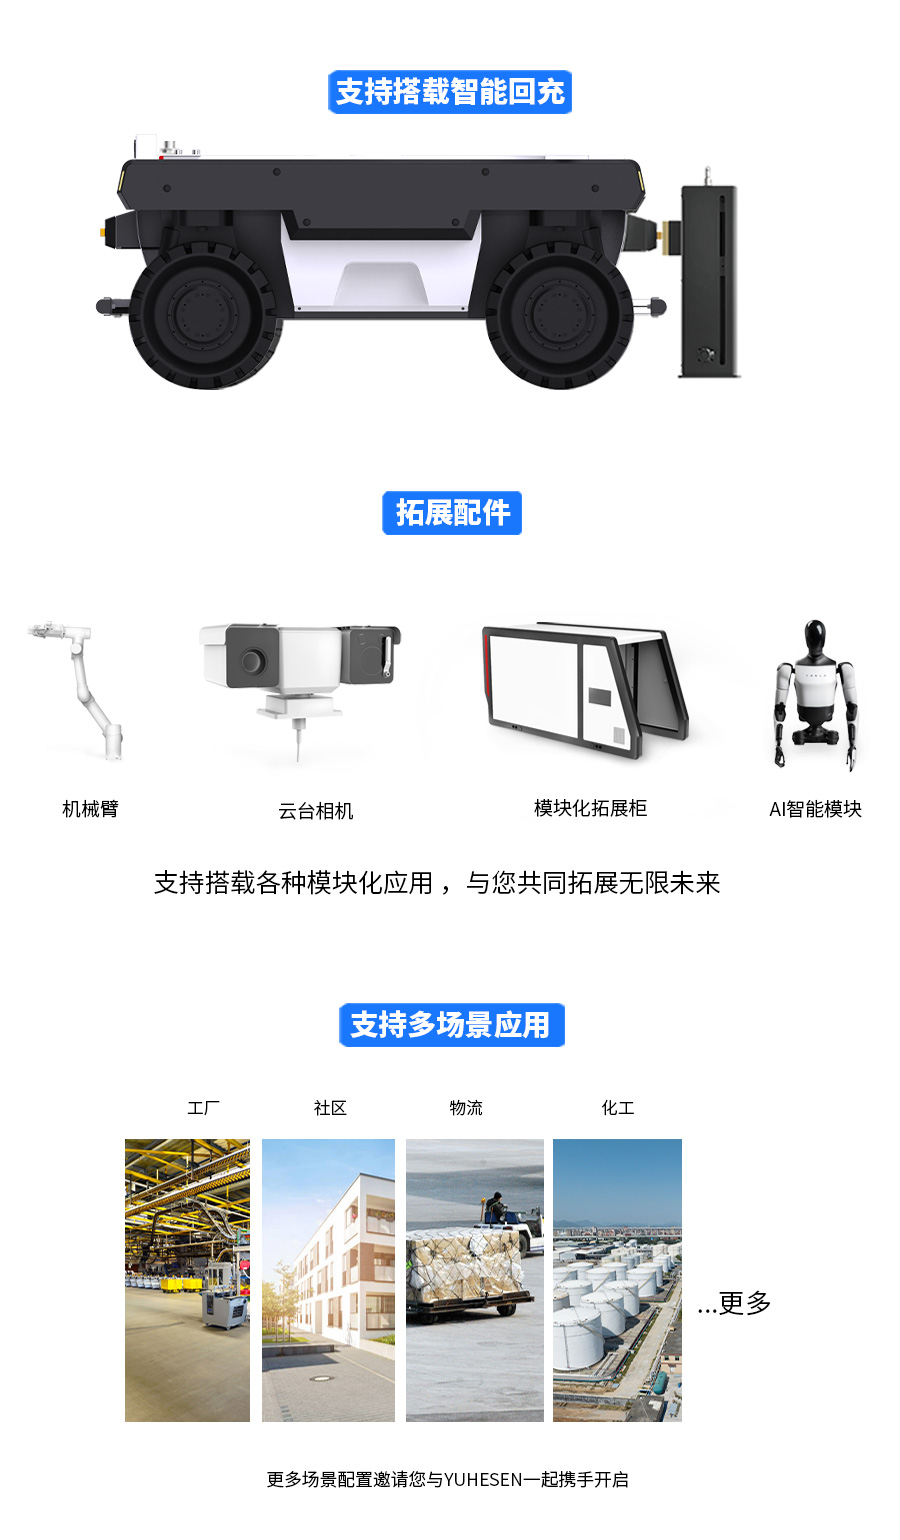 支持搭载智能回充
拓展配件
机械臂
云台相机
模块化拓展柜
AI智能模块
支持搭载各种模块化应用，与您共同拓展无限未来
支持多场景应用
工厂
社区
物流
化工
...更多
更多场景配置邀请您与YUHESEN一起携手开启